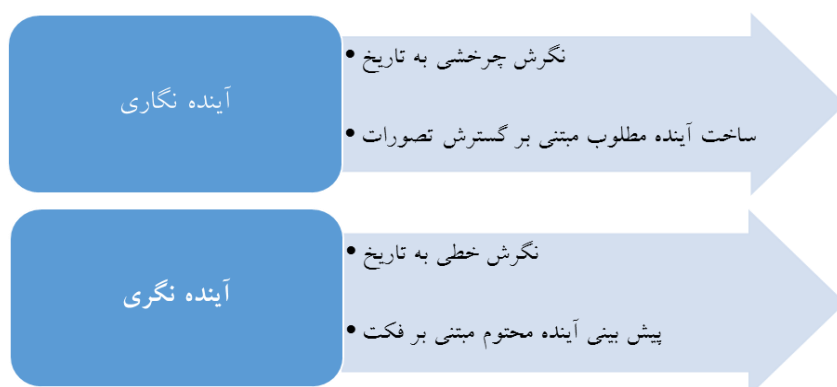 آینده نگاری
• نگرش چرخشی به تاریخ
• ساخت آینده مطلوب مبتنی بر گسترش تصورات
آینده نگری
• نگرش خطی به تاریخ
• پیش بینی آینده محتوم مبتنی بر فکت